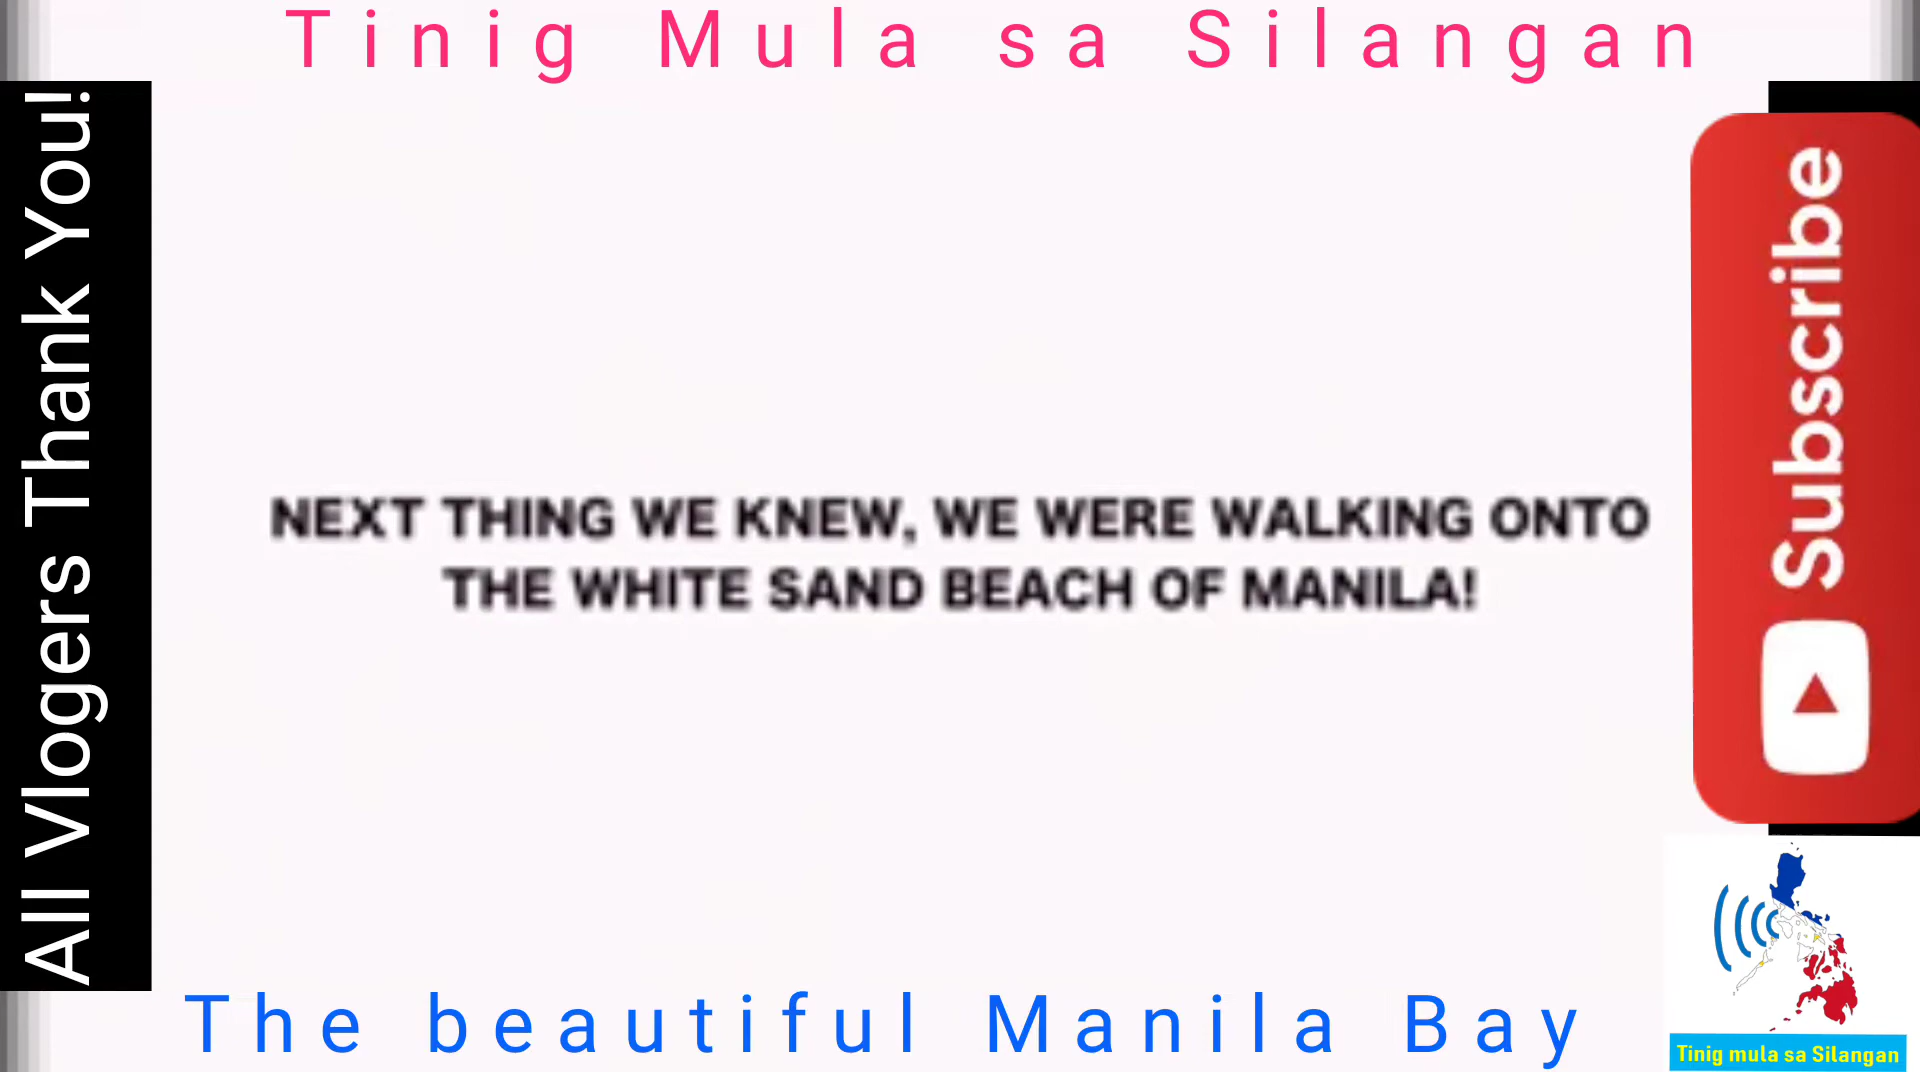 Tinig Mula sa Silangan
All Vlogers Thank You!
NEXT THING WE KNEW, WE WERE WALKING ONTO
THE WHITE SAND BEACH OF MANILA!
Subscribe
The beautiful Manila Bay
Tinig mula sa Silangan